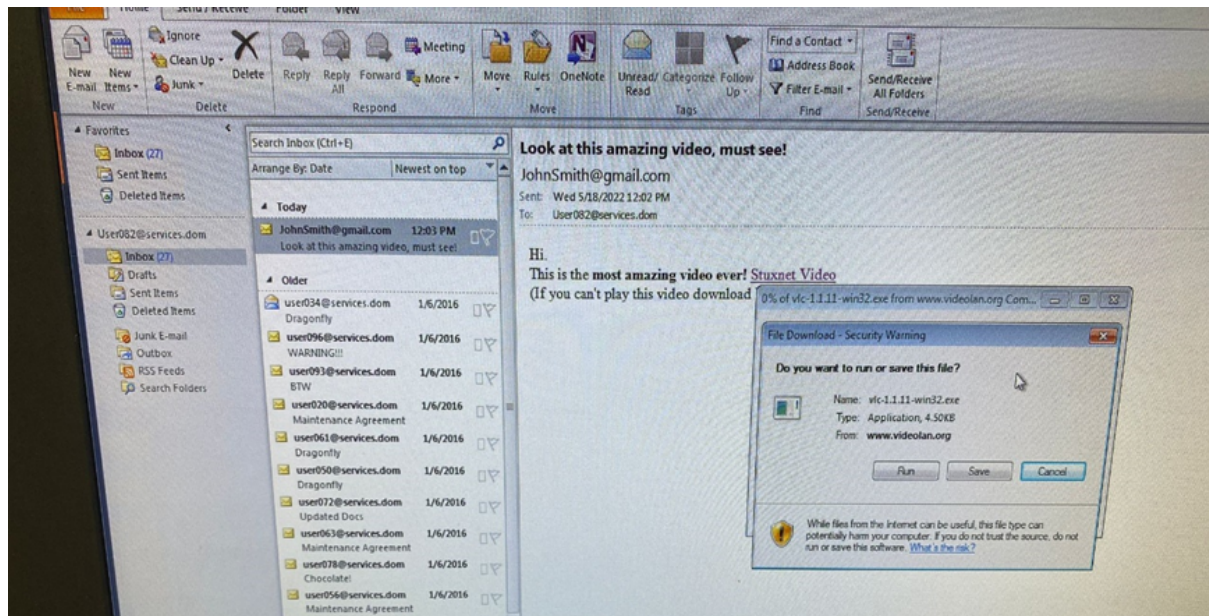 Home Send / Receive Folder View
New E-mail
New Items
Ignore
Clean Up
Junk
Delete
Reply
Reply All
Forward
Meeting
More
Move
Rules
OneNote
Unread/ Read
Categorize
Follow Up
Find a Contact
Address Book
Filter E-mail
Send/Receive All Folders
New
Delete
Respond
Move
Tags
Find
Send/Receive
Favorites
Inbox (27)
Sent Items
Deleted Items
User082@services.dom
Inbox (27)
Drafts
Sent Items
Deleted Items
Junk E-mail
Outbox
RSS Feeds
Search Folders
Search Inbox (Ctrl+E)
Arrange By: Date Newest on top
Today
JohnSmith@gmail.com 12:03 PM
Look at this amazing video, must see!
Older
user034@services.dom 1/6/2016
Dragonfly
user096@services.dom 1/6/2016
WARNING!!!
user093@services.dom 1/6/2016
BTW
user020@services.dom 1/6/2016
Maintenance Agreement
user061@services.dom 1/6/2016
Dragonfly
user050@services.dom 1/6/2016
Dragonfly
user072@services.dom 1/6/2016
Updated Docs
user063@services.dom 1/6/2016
Maintenance Agreement
user078@services.dom 1/6/2016
Chocolate!
user056@services.dom 1/6/2016
Maintenance Agreement
Look at this amazing video, must see!
JohnSmith@gmail.com
Sent: Wed 5/18/2022 12:02 PM
To: User082@services.dom
Hi.
This is the most amazing video ever! Stuxnet Video
(If you can't play this video download
0% of vlc-1.1.11-win32.exe from www.videolan.org Com...
File Download - Security Warning
Do you want to run or save this file?
Name: vlc-1.1.11-win32.exe
Type: Application, 4.50KB
From: www.videolan.org
Run
Save
Cancel
While files from the Internet can be useful, this file type can
potentially harm your computer. If you do not trust the source, do not
run or save this software. What's the risk?